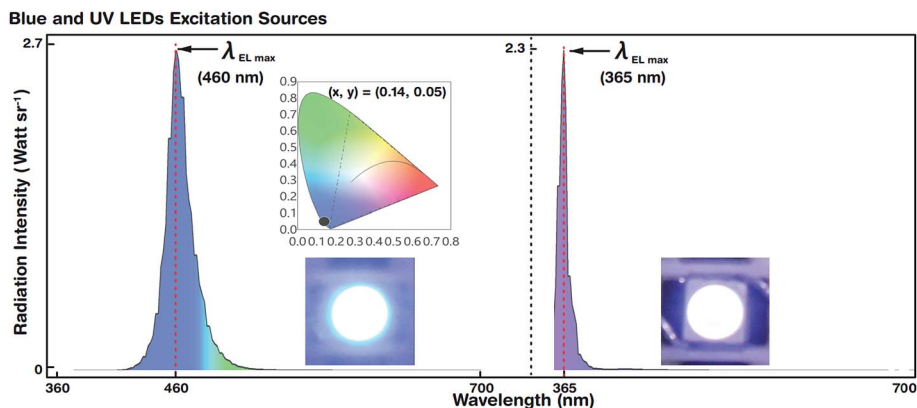 Blue and UV LEDs Excitation Sources
2.7
λ EL max
(460 nm)
2.3
λ EL max
(365 nm)
(x, y) = (0.14, 0.05)
0.9
0.8
0.7
0.6
0.5
0.4
0.3
0.2
0.1
0.0
0.0 0.1 0.2 0.3 0.4 0.5 0.6 0.7 0.8
Radiation Intensity (Watt sr⁻¹)
0
360
460
700
365
700
Wavelength (nm)